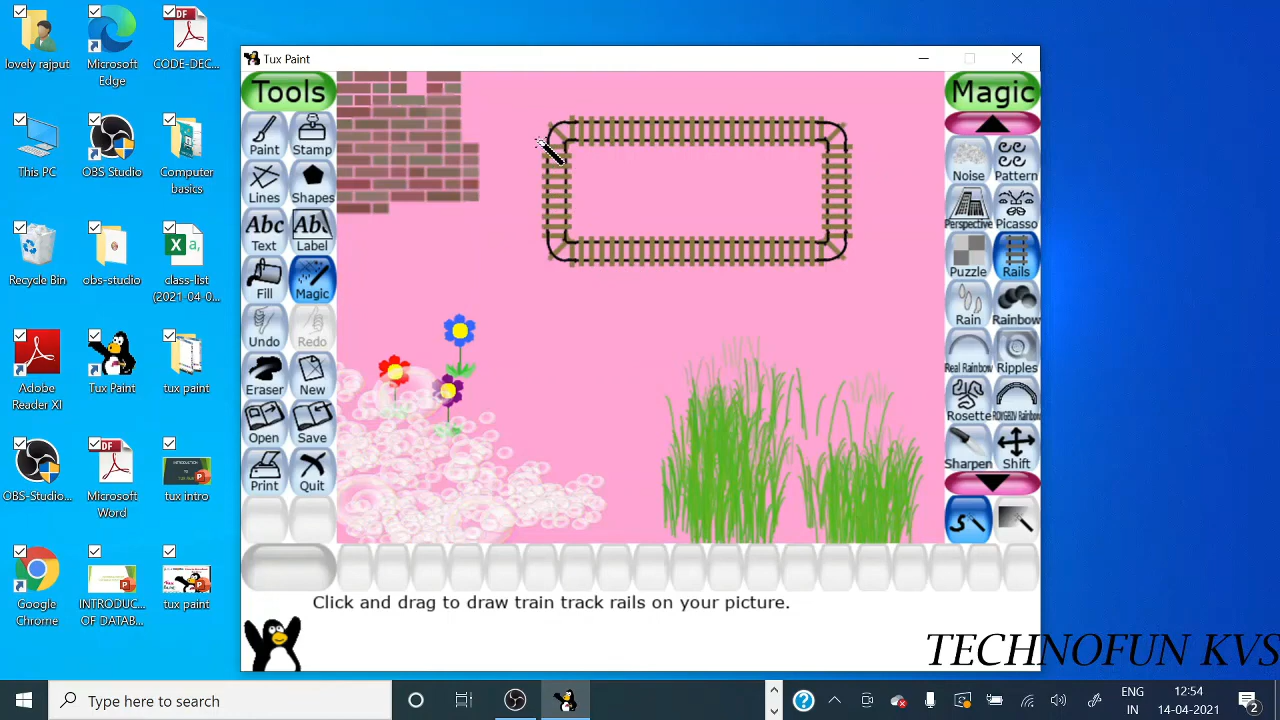 lovely rajput
Microsoft
Edge
CODE-DEC...
This PC
OBS Studio
Computer
basics
Recycle Bin
obs-studio
class-list
(2021-04-0...
Adobe
Reader XI
Tux Paint
tux paint
OBS-Studio...
Microsoft
Word
tux intro
Google
Chrome
INTRODUC...
OF DATAB...
tux paint
Tux Paint
Tools
Paint
Stamp
Lines
Shapes
Abc
Text
Abc
Label
Fill
Magic
Undo
Redo
Eraser
New
Open
Save
Print
Quit
Magic
Noise
Pattern
Perspective
Picasso
Puzzle
Rails
Rain
Rainbow
Real Rainbow
Ripples
Rosette
ROYGBIV Rainbow
Sharpen
Shift
Click and drag to draw train track rails on your picture.
TECHNOFUN KVS
Type here to search
ENG
IN
12:54
14-04-2021
2